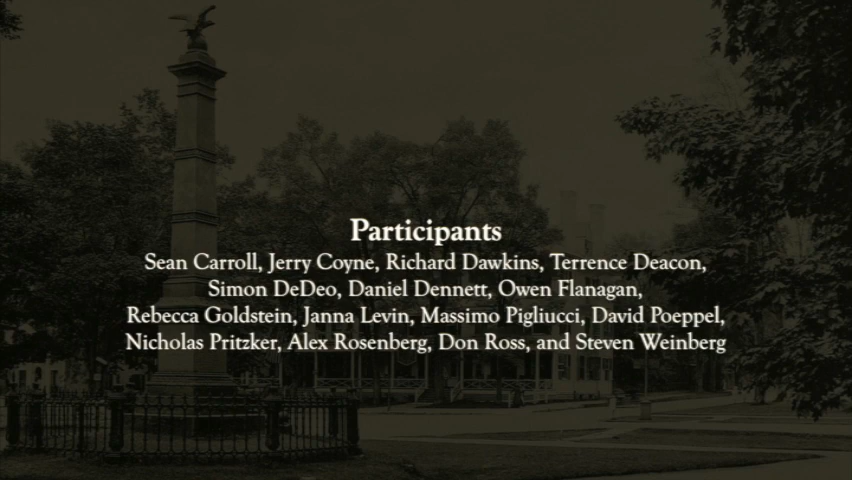 Participants
Sean Carroll, Jerry Coyne, Richard Dawkins, Terrence Deacon,
Simon DeDeo, Daniel Dennett, Owen Flanagan,
Rebecca Goldstein, Janna Levin, Massimo Pigliucci, David Poeppel,
Nicholas Pritzker, Alex Rosenberg, Don Ross, and Steven Weinberg